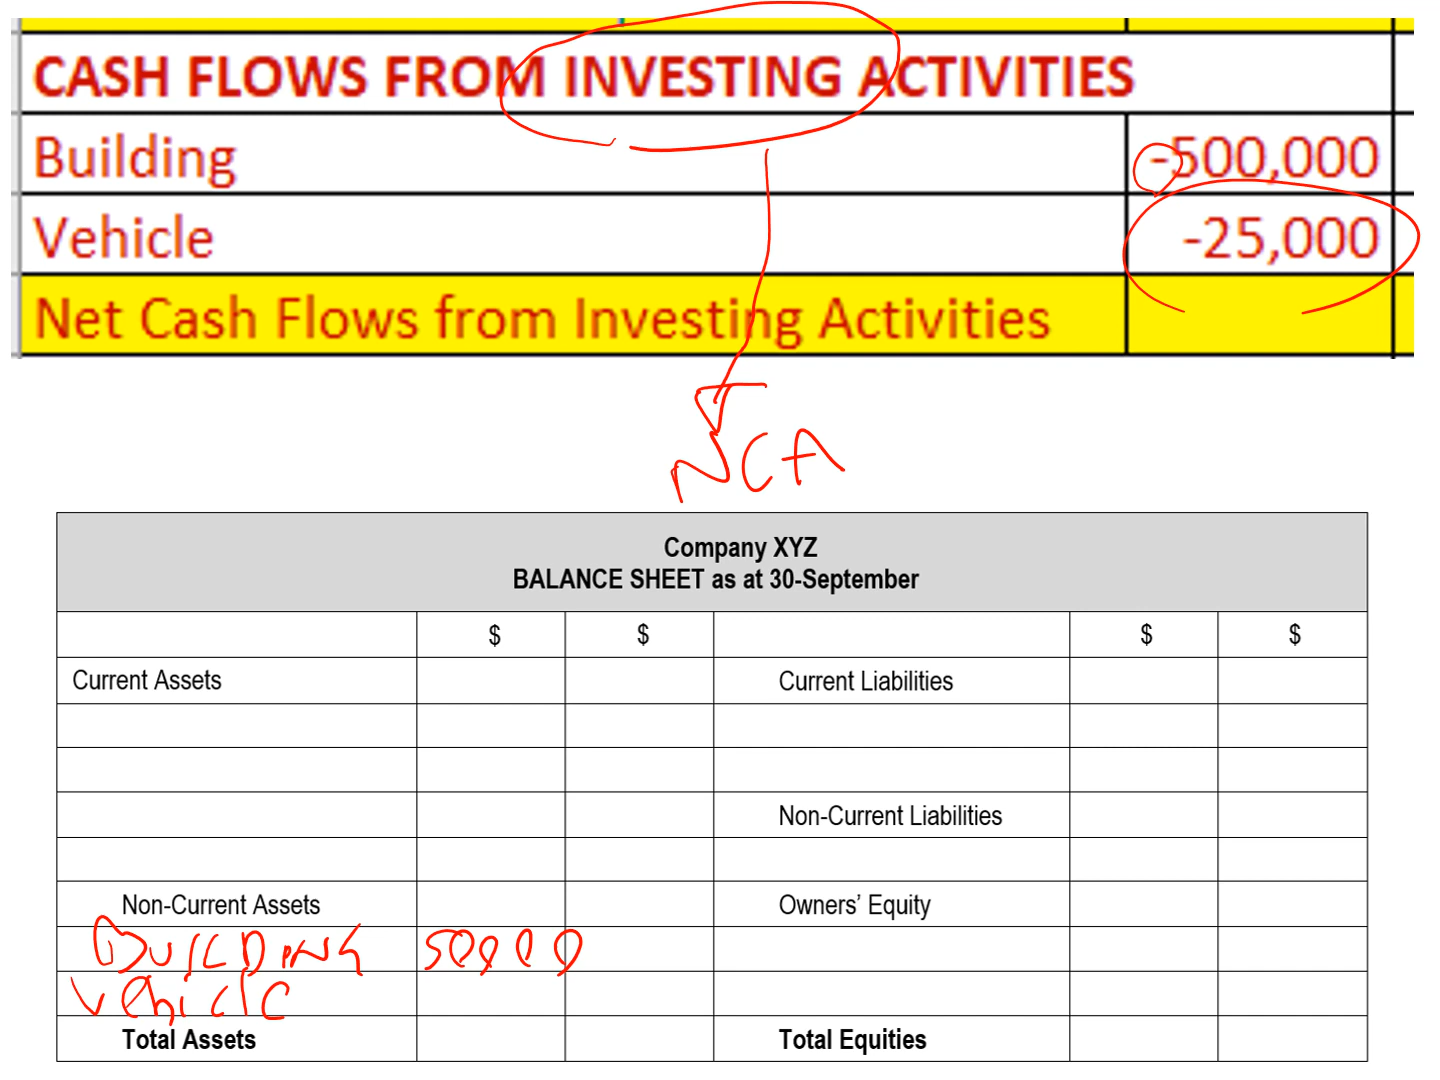 CASH FLOWS FROM INVESTING ACTIVITIES
Building -500,000
Vehicle -25,000
Net Cash Flows from Investing Activities
NCA
Company XYZ
BALANCE SHEET as at 30-September
$ $ $ $
Current Assets Current Liabilities
Non-Current Liabilities
Non-Current Assets Owners’ Equity
BUILDING
Vehicle
Total Assets Total Equities